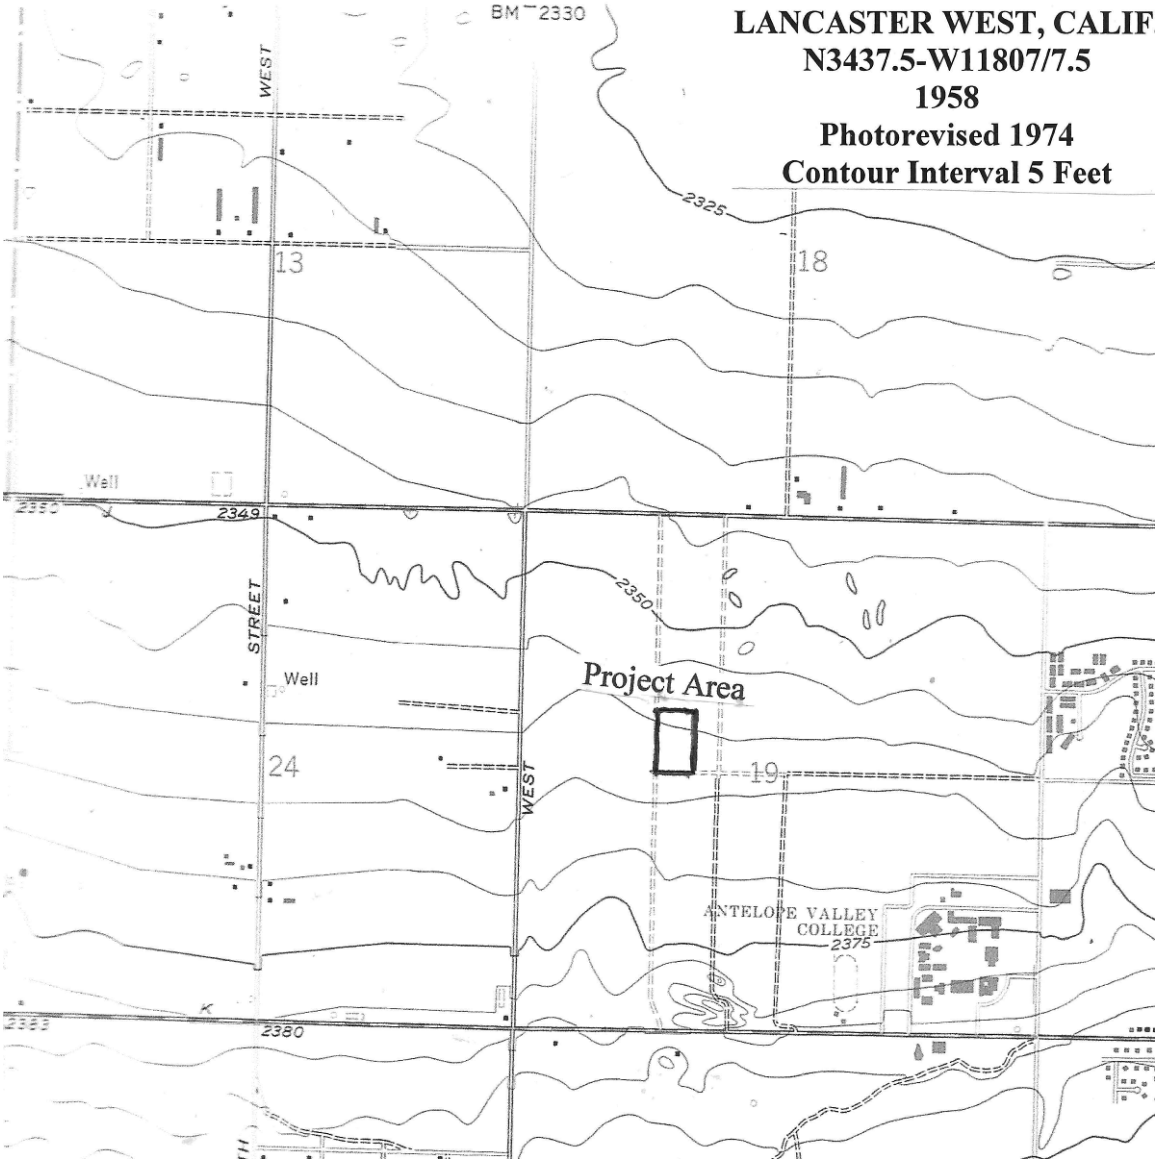 BM 2330
LANCASTER WEST, CALIF.
N3437.5-W11807/7.5
1958
Photorevised 1974
Contour Interval 5 Feet
WEST
2325
13
18
Well
2350
2349
STREET
2350
Well
Project Area
24
19
WEST
ANTELOPE VALLEY
COLLEGE
2375
K
2380
TH